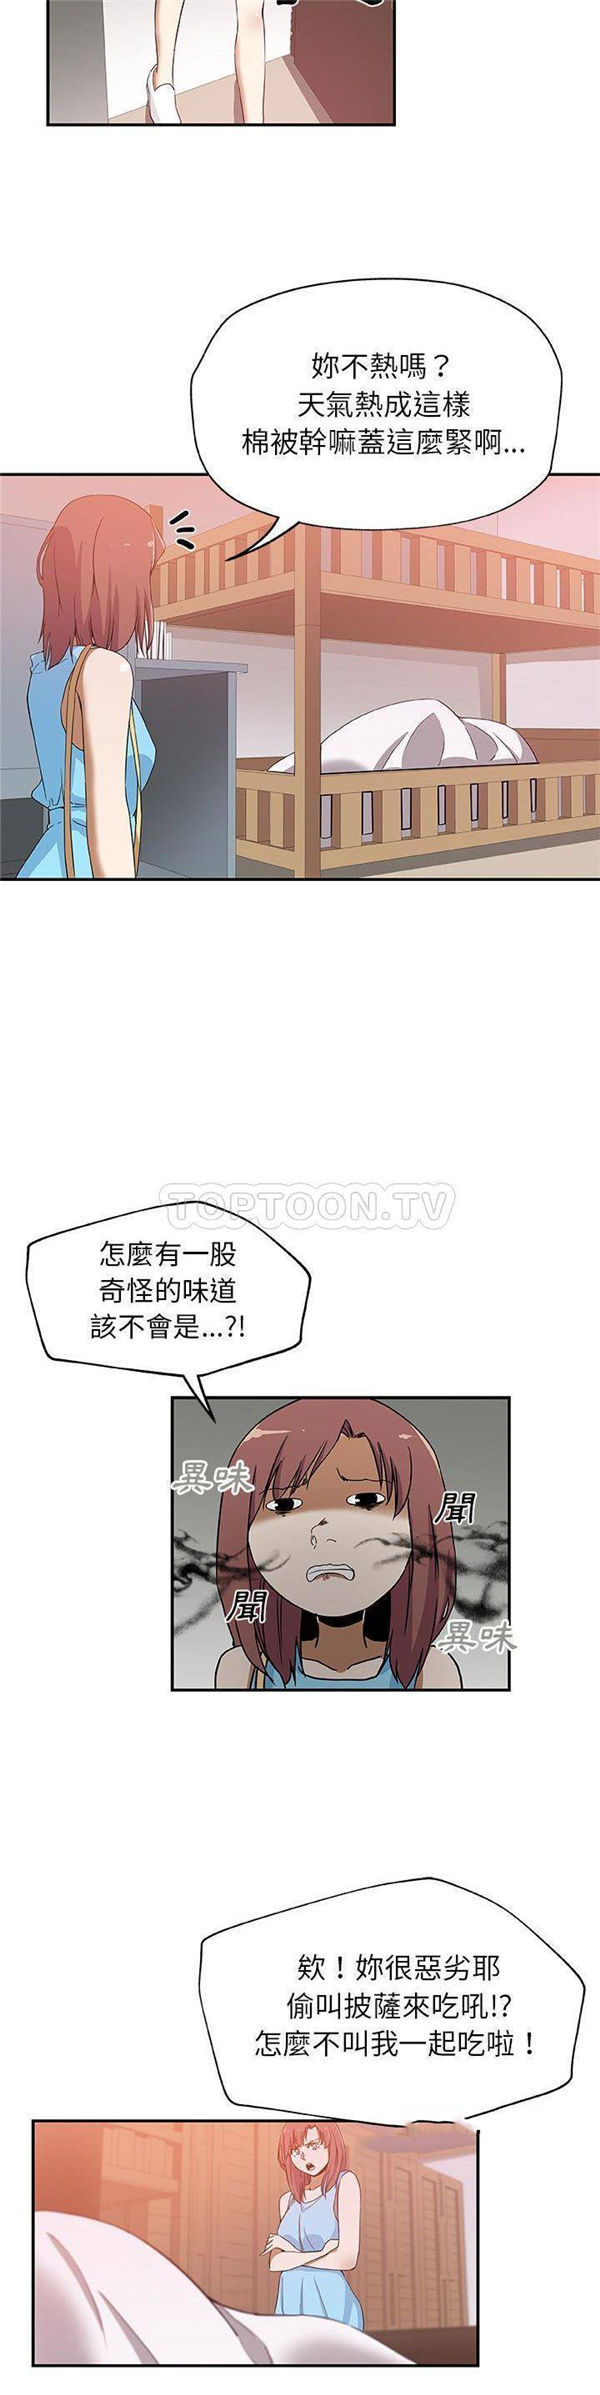 妳不熱嗎？
天氣熱成這樣
棉被幹嘛蓋這麼緊啊...
TOPTOON.TV
怎麼有一股
奇怪的味道
該不會是...?!
異味
聞
聞
異味
欸！妳很惡劣耶
偷叫披薩來吃吼!?
怎麼不叫我一起吃啦！